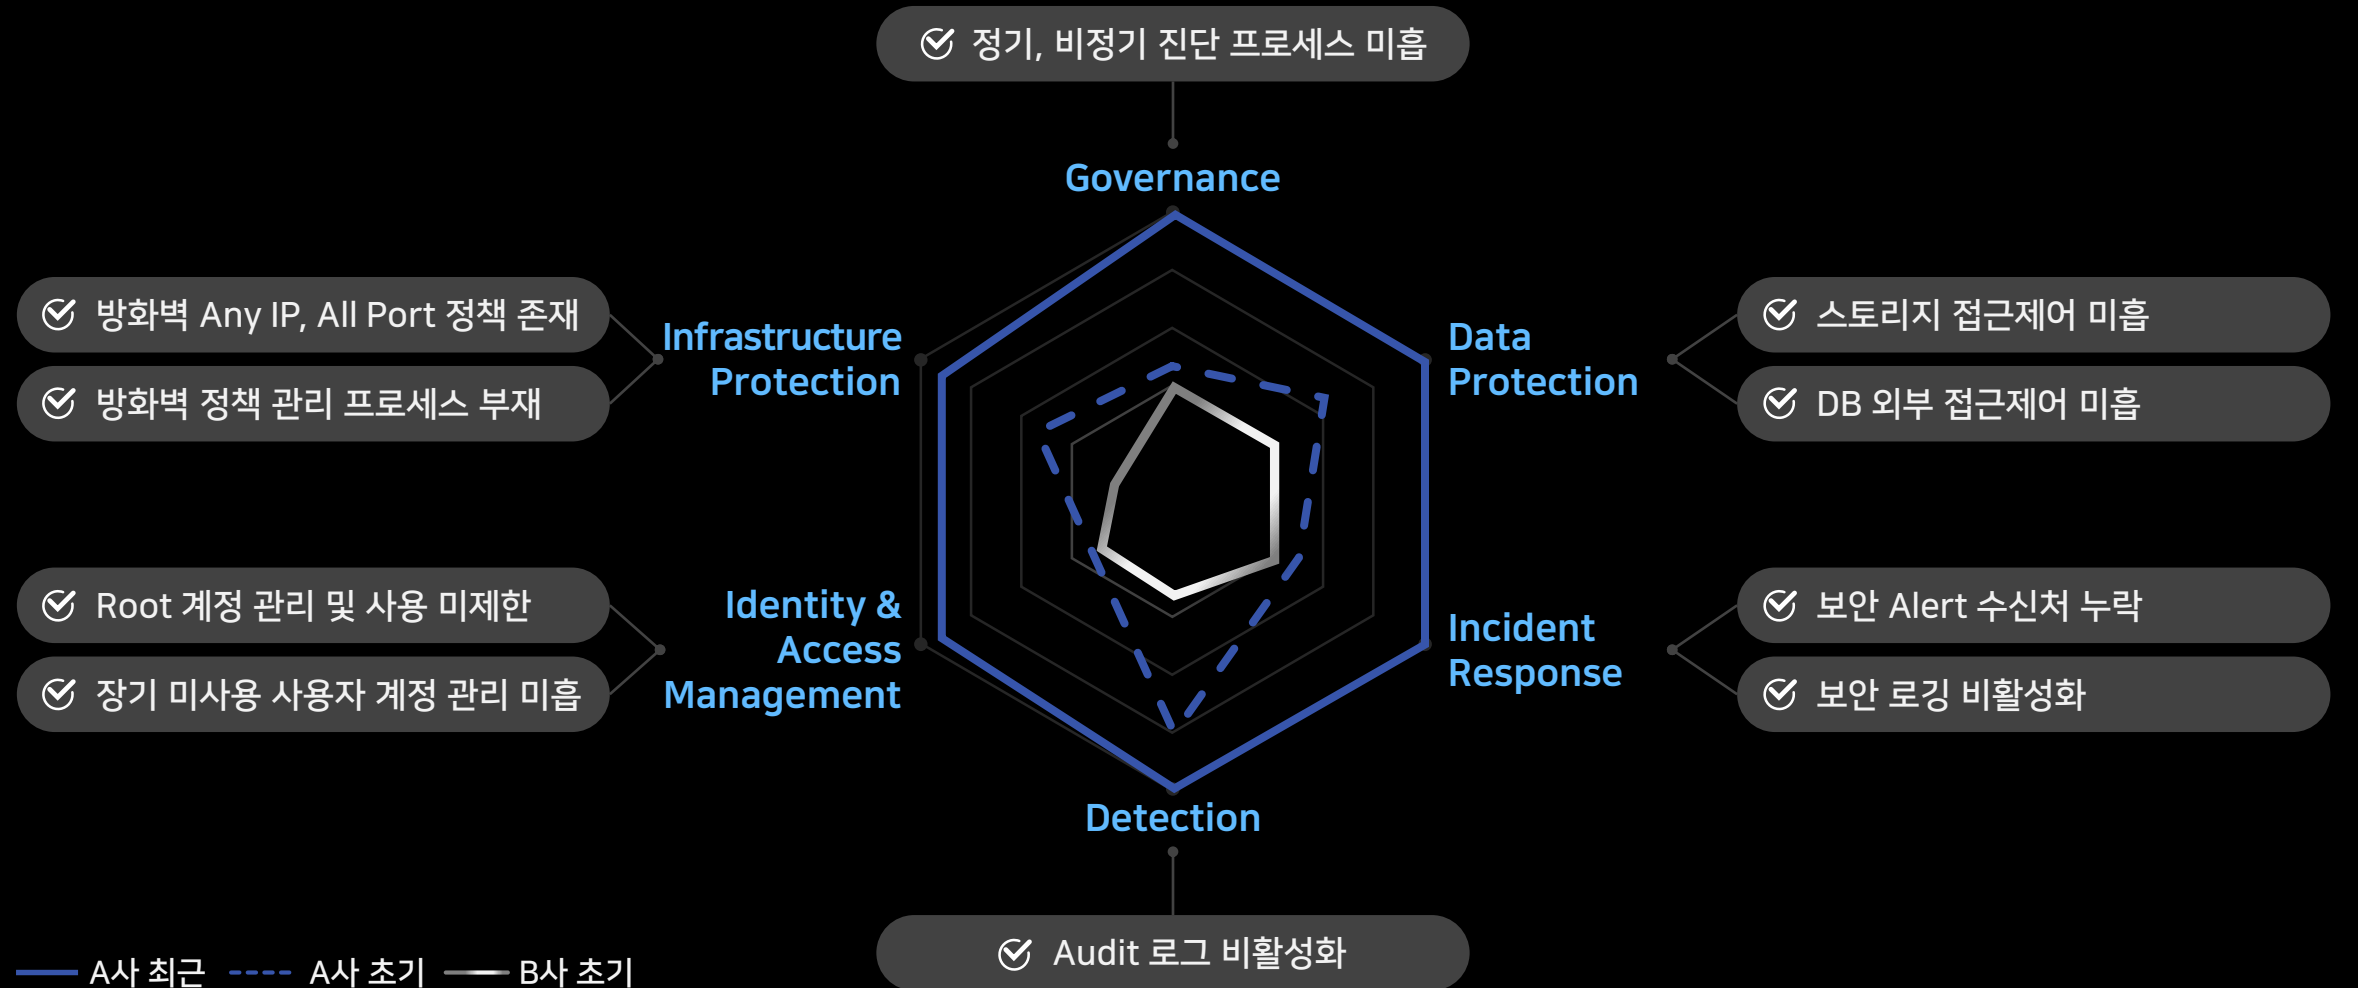 정기, 비정기 진단 프로세스 미흡
Governance
방화벽 Any IP, All Port 정책 존재
방화벽 정책 관리 프로세스 부재
Infrastructure
Protection
Data
Protection
스토리지 접근제어 미흡
DB 외부 접근제어 미흡
Root 계정 관리 및 사용 미제한
장기 미사용 사용자 계정 관리 미흡
Identity &
Access
Management
Incident
Response
보안 Alert 수신처 누락
보안 로깅 비활성화
Detection
Audit 로그 비활성화
A사 최근
A사 초기
B사 초기